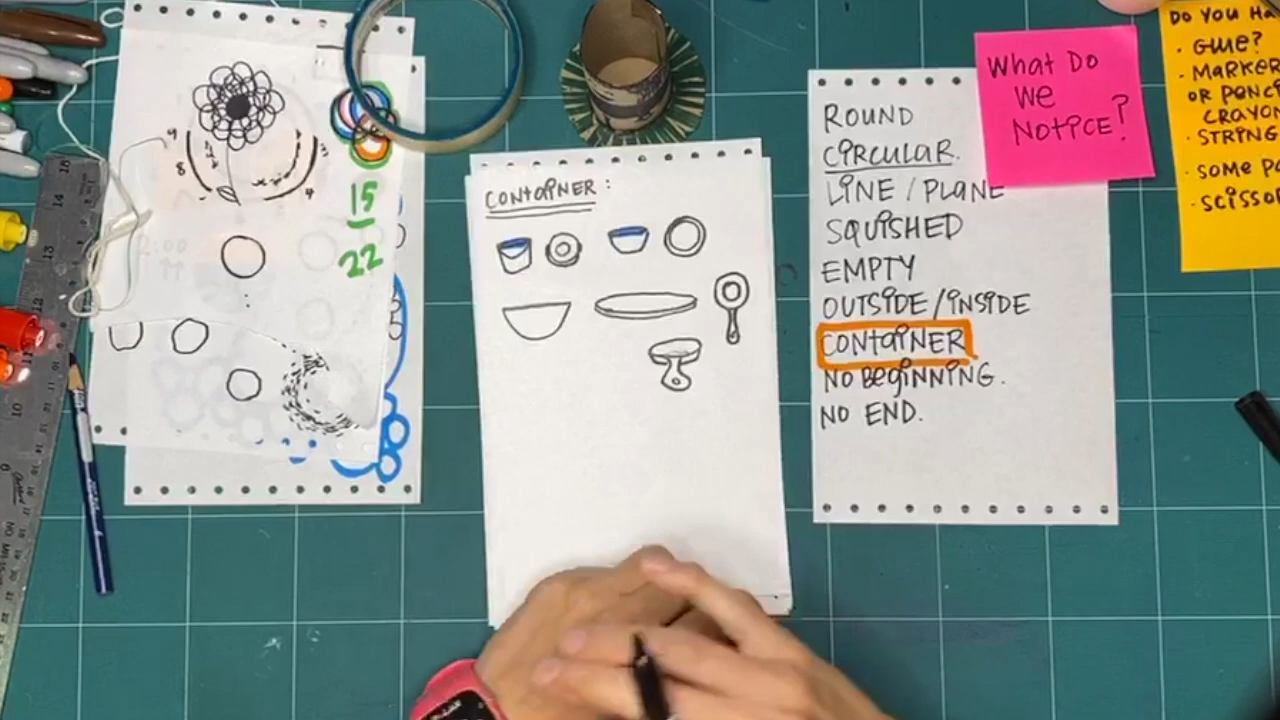 15
22
CONTAINER:
ROUND
CIRCULAR.
LINE / PLANE
SQUISHED
EMPTY
OUTSIDE/INSIDE
CONTAINER
NO BEGINNING.
NO END.
What DO
We
NOTICE?
DO YOU HA
· GLUE?
· MARKER
OR PENCI
CRAYON
· STRING
· SOME PA
· SCISSOR